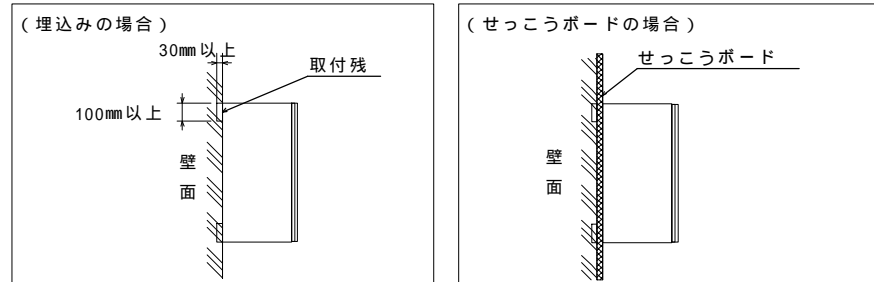 (埋込みの場合)
30mm以上
取付残
100mm以上
壁面
(せっこうボードの場合)
せっこうボード
壁面